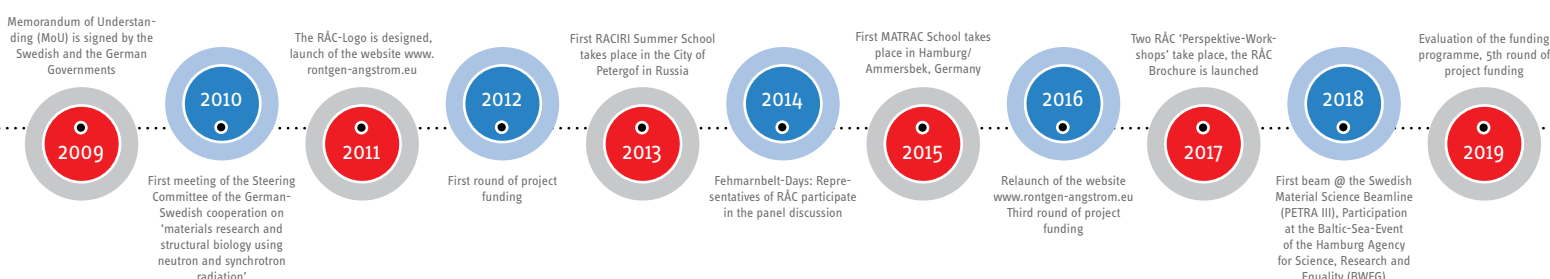 Memorandum of Understan-
ding (MoU) is signed by the
Swedish and the German
Governments
2009
2010
First meeting of the Steering
Committee of the German-
Swedish cooperation on
‘materials research and
structural biology using
neutron and synchrotron
radiation’
The RÅC-Logo is designed,
launch of the website www.
rontgen-angstrom.eu
2011
2012
First round of project
funding
First RACIRI Summer School
takes place in the City of
Petergof in Russia
2013
2014
Fehmarnbelt-Days: Repre-
sentatives of RÅC participate
in the panel discussion
First MATRAC School takes
place in Hamburg/
Ammersbek, Germany
2015
2016
Relaunch of the website
www.rontgen-angstrom.eu
Third round of project
funding
Two RÅC ‘Perspektive-Work-
shops’ take place, the RÅC
Brochure is launched
2017
2018
First beam @ the Swedish
Material Science Beamline
(PETRA III), Participation
at the Baltic-Sea-Event
of the Hamburg Agency
for Science, Research and
Equality (BWFG)
Evaluation of the funding
programme, 5th round of
project funding
2019